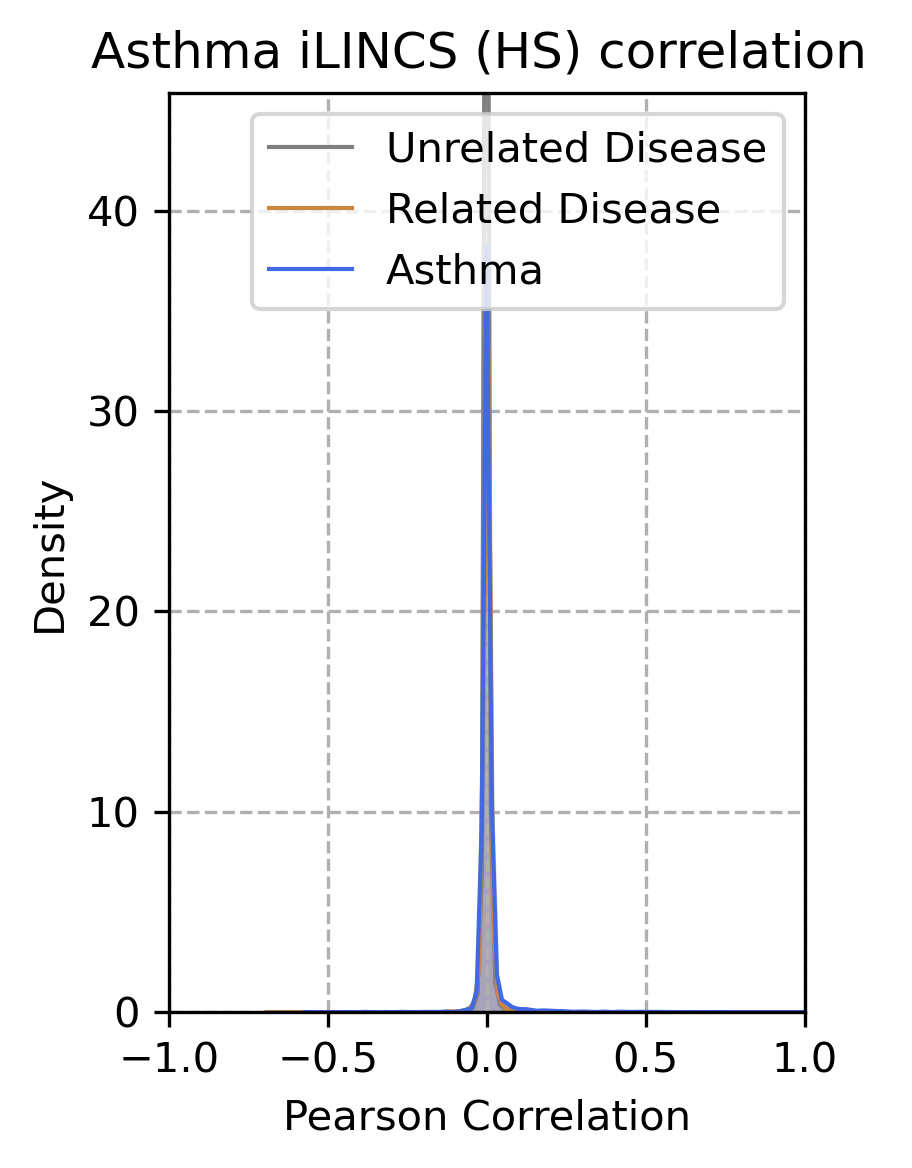 Asthma iLINCS (HS) correlation
Unrelated Disease
Related Disease
Asthma
40
30
20
10
0
Density
−1.0
−0.5
0.0
0.5
1.0
Pearson Correlation